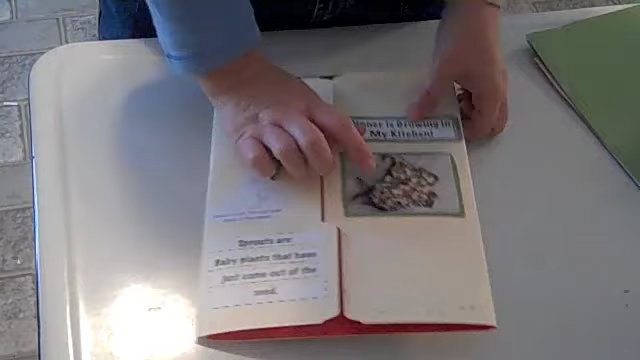 is Growing in
My Kitchen!
Sprouts are:
Baby plants that have
just come out of the
seed.